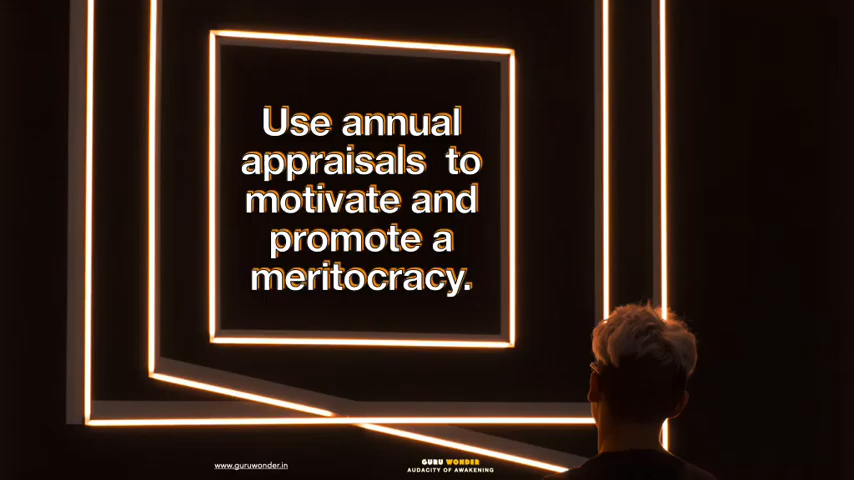 Use annual
appraisals to
motivate and
promote a
meritocracy.
www.guruwonder.in
GURU WONDER
AUDACITY OF AWAKENING